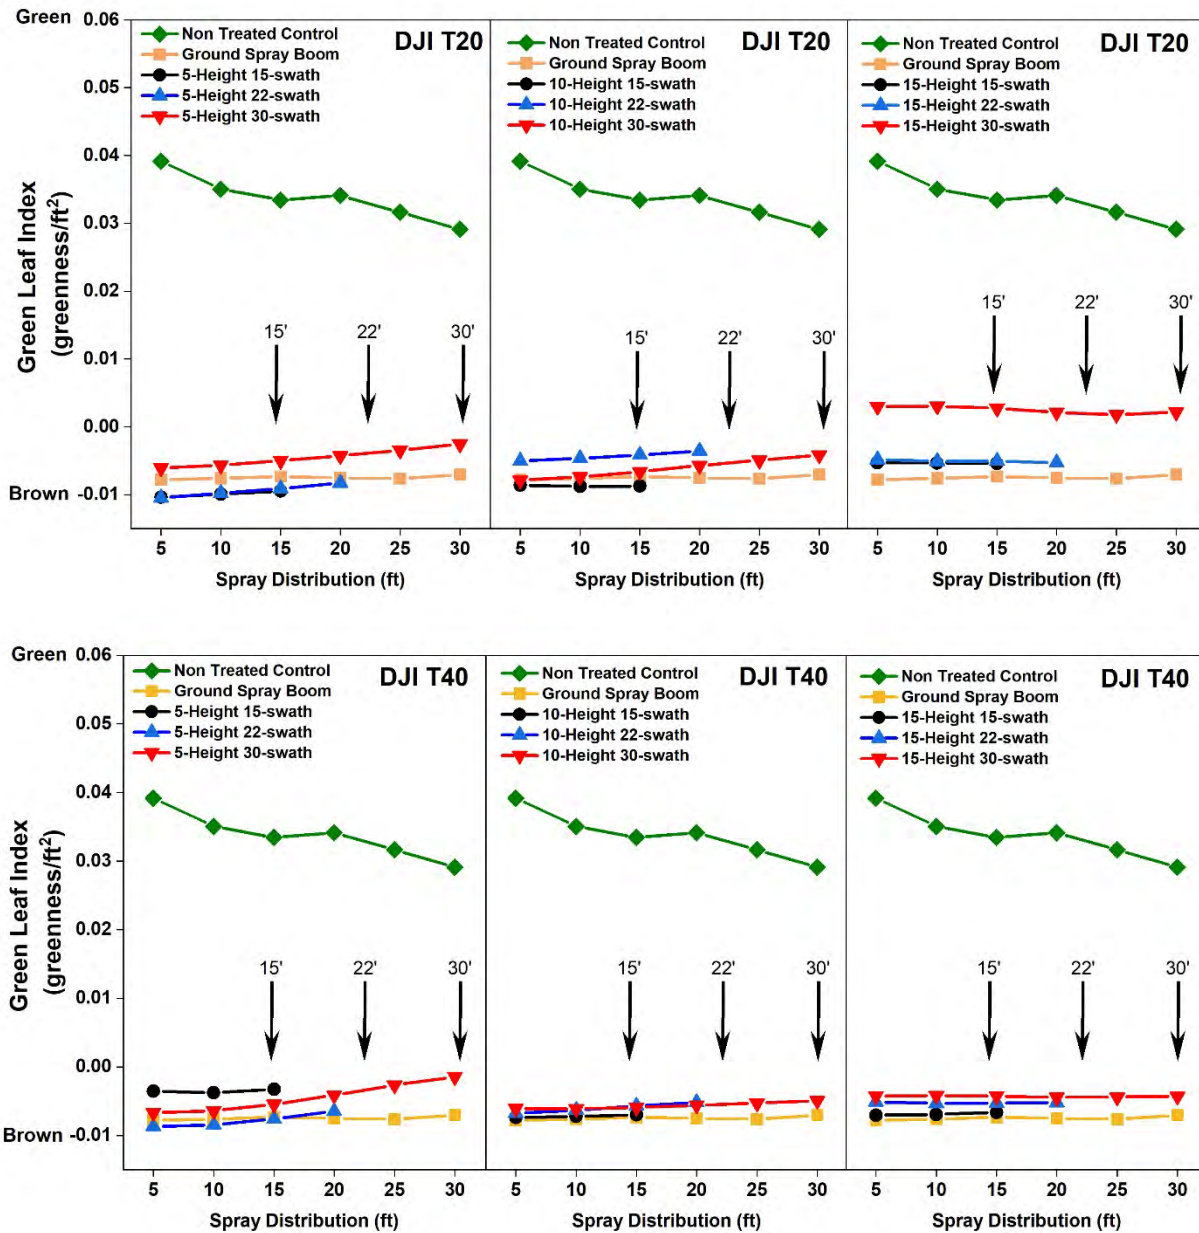 Green 0.06
0.05
0.04
0.03
0.02
0.01
0.00
Brown -0.01
Green Leaf Index
(greenness/ft²)
Non Treated Control
Ground Spray Boom
5-Height 15-swath
5-Height 22-swath
5-Height 30-swath
DJI T20
15'
22'
30'
5 10 15 20 25 30
Spray Distribution (ft)
Non Treated Control
Ground Spray Boom
10-Height 15-swath
10-Height 22-swath
10-Height 30-swath
DJI T20
15'
22'
30'
5 10 15 20 25 30
Spray Distribution (ft)
Non Treated Control
Ground Spray Boom
15-Height 15-swath
15-Height 22-swath
15-Height 30-swath
DJI T20
15'
22'
30'
5 10 15 20 25 30
Spray Distribution (ft)
Green 0.06
0.05
0.04
0.03
0.02
0.01
0.00
Brown -0.01
Green Leaf Index
(greenness/ft²)
Non Treated Control
Ground Spray Boom
5-Height 15-swath
5-Height 22-swath
5-Height 30-swath
DJI T40
15'
22'
30'
5 10 15 20 25 30
Spray Distribution (ft)
Non Treated Control
Ground Spray Boom
10-Height 15-swath
10-Height 22-swath
10-Height 30-swath
DJI T40
15'
22'
30'
5 10 15 20 25 30
Spray Distribution (ft)
Non Treated Control
Ground Spray Boom
15-Height 15-swath
15-Height 22-swath
15-Height 30-swath
DJI T40
15'
22'
30'
5 10 15 20 25 30
Spray Distribution (ft)